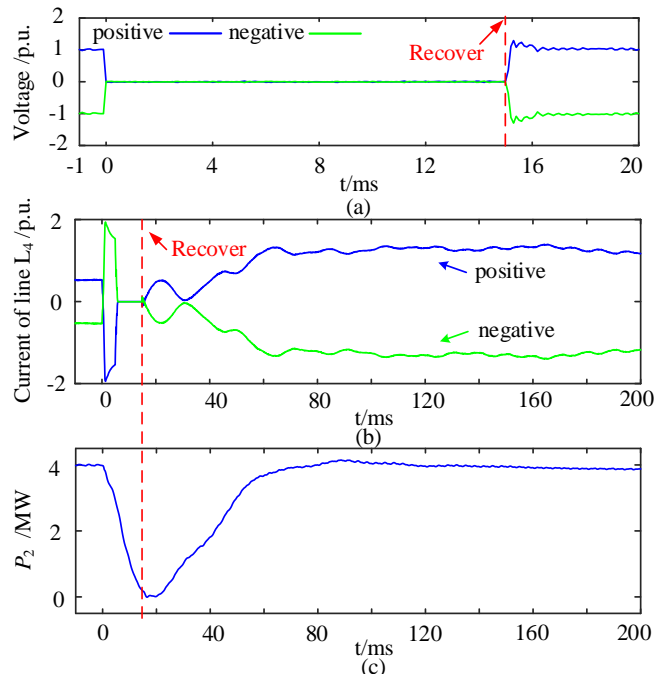 positive negative
Recover
Voltage /p.u.
2
1
0
-1
-2
-1 0 4 8 12 16 20
t/ms
(a)
Current of line L4 /p.u.
2
0
-2
Recover
positive
negative
0 40 80 120 160 200
t/ms
(b)
P2 /MW
4
2
0
0 40 80 120 160 200
t/ms
(c)